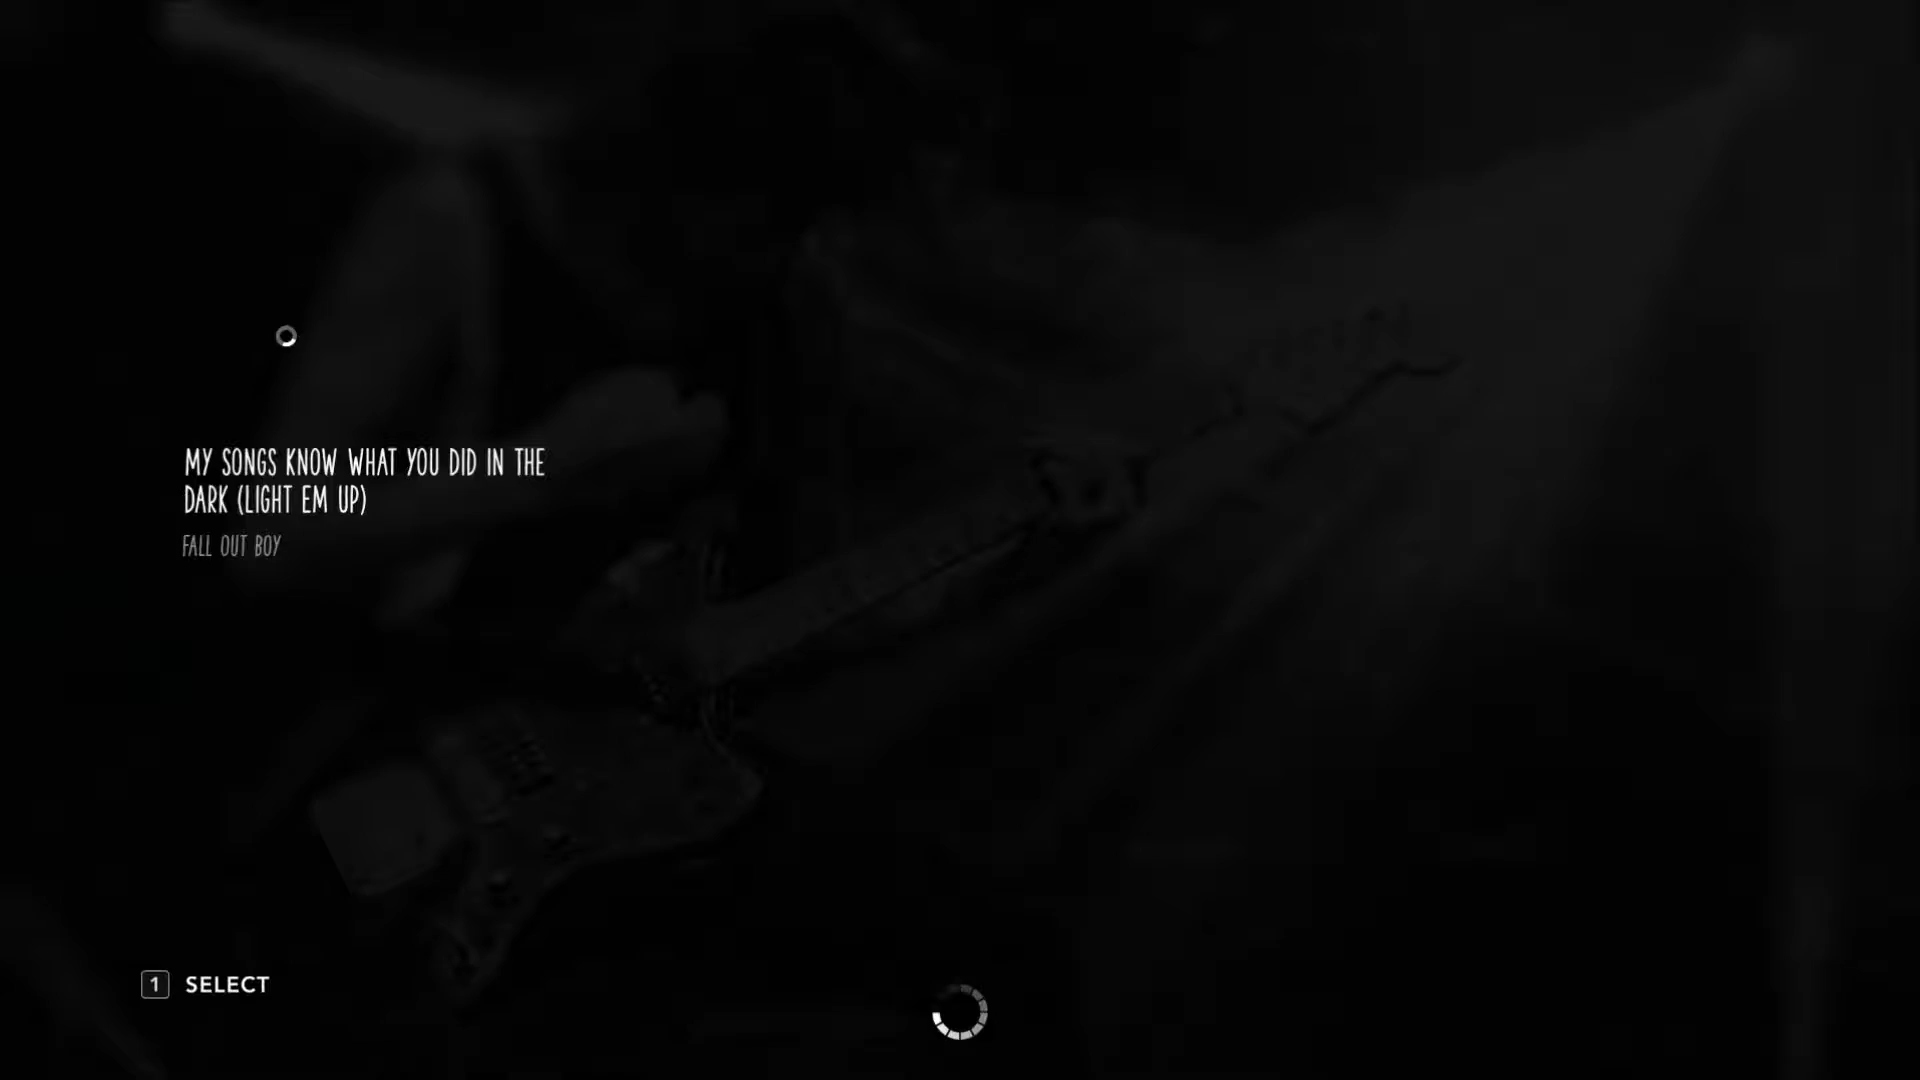 MY SONGS KNOW WHAT YOU DID IN THE
DARK (LIGHT EM UP)
FALL OUT BOY
1 SELECT